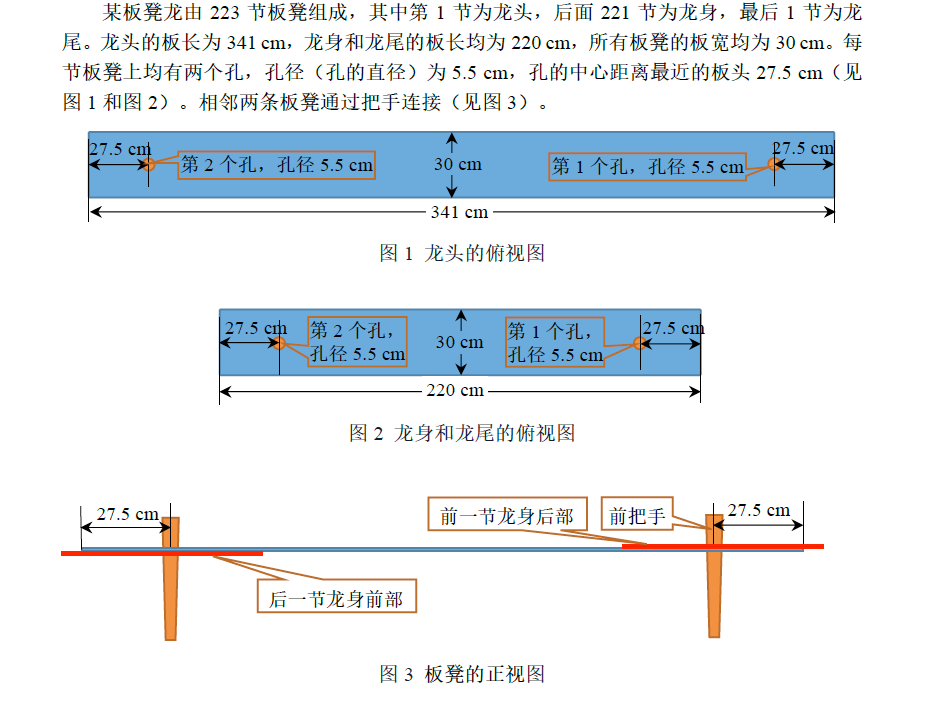 某板凳龙由 223 节板凳组成，其中第 1 节为龙头，后面 221 节为龙身，最后 1 节为龙
尾。龙头的板长为 341 cm，龙身和龙尾的板长均为 220 cm，所有板凳的板宽均为 30 cm。每
节板凳上均有两个孔，孔径（孔的直径）为 5.5 cm，孔的中心距离最近的板头 27.5 cm（见
图 1 和图 2）。相邻两条板凳通过把手连接（见图 3）。
27.5 cm
第 2 个孔，孔径 5.5 cm
30 cm
第 1 个孔，孔径 5.5 cm
27.5 cm
341 cm
图 1 龙头的俯视图
27.5 cm
第 2 个孔，
孔径 5.5 cm
30 cm
第 1 个孔，
孔径 5.5 cm
27.5 cm
220 cm
图 2 龙身和龙尾的俯视图
27.5 cm
前一节龙身后部
前把手
27.5 cm
后一节龙身前部
图 3 板凳的正视图